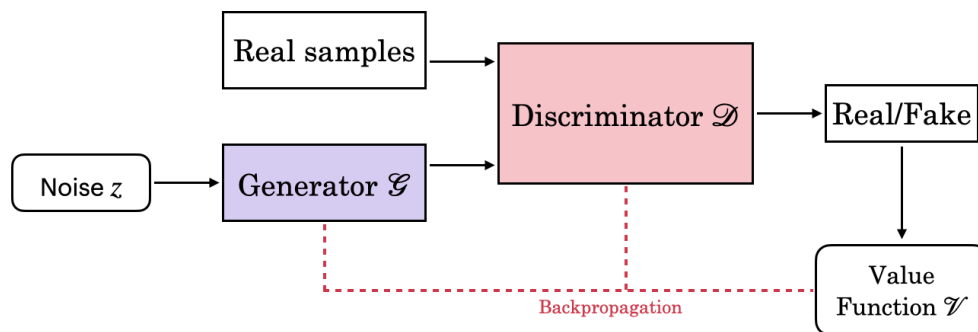 Real samples
Discriminator 𝒟
Real/Fake
Noise z
Generator 𝒢
Value
Function 𝒱
Backpropagation